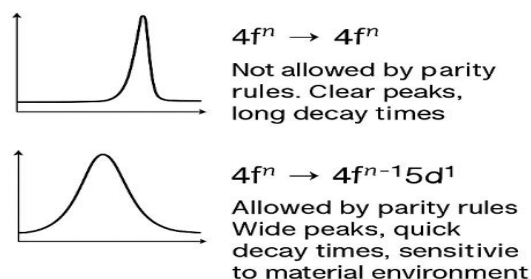 4fⁿ → 4fⁿ
Not allowed by parity
rules. Clear peaks,
long decay times
4fⁿ → 4fⁿ⁻¹5d¹
Allowed by parity rules
Wide peaks, quick
decay times, sensitivie
to material environment